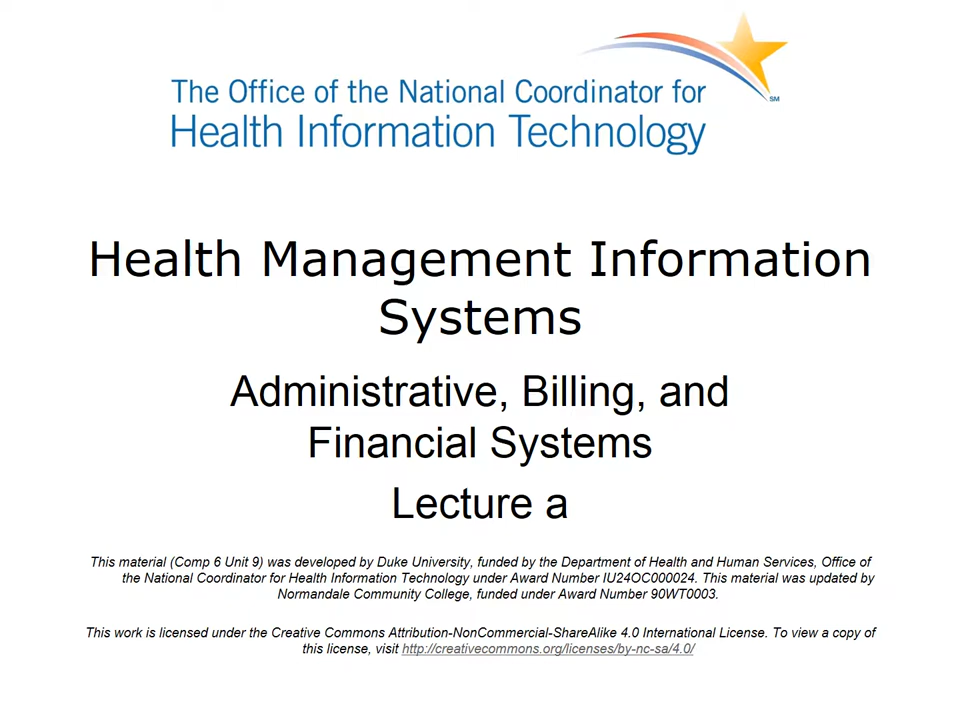 The Office of the National Coordinator for
Health Information Technology
SM
Health Management Information
Systems
Administrative, Billing, and
Financial Systems
Lecture a
This material (Comp 6 Unit 9) was developed by Duke University, funded by the Department of Health and Human Services, Office of
the National Coordinator for Health Information Technology under Award Number IU24OC000024. This material was updated by
Normandale Community College, funded under Award Number 90WT0003.
This work is licensed under the Creative Commons Attribution-NonCommercial-ShareAlike 4.0 International License. To view a copy of
this license, visit http://creativecommons.org/licenses/by-nc-sa/4.0/